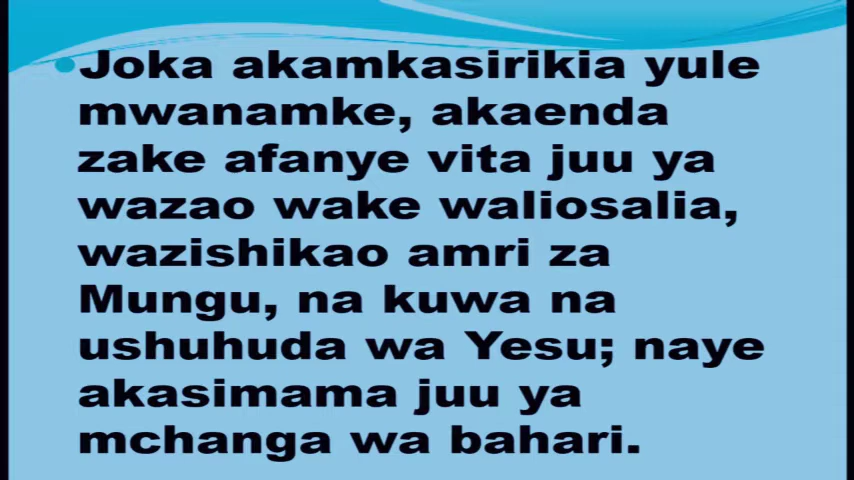 •Joka akamkasirikia yule
mwanamke, akaenda
zake afanye vita juu ya
wazao wake waliosalia,
wazishikao amri za
Mungu, na kuwa na
ushuhuda wa Yesu; naye
akasimama juu ya
mchanga wa bahari.